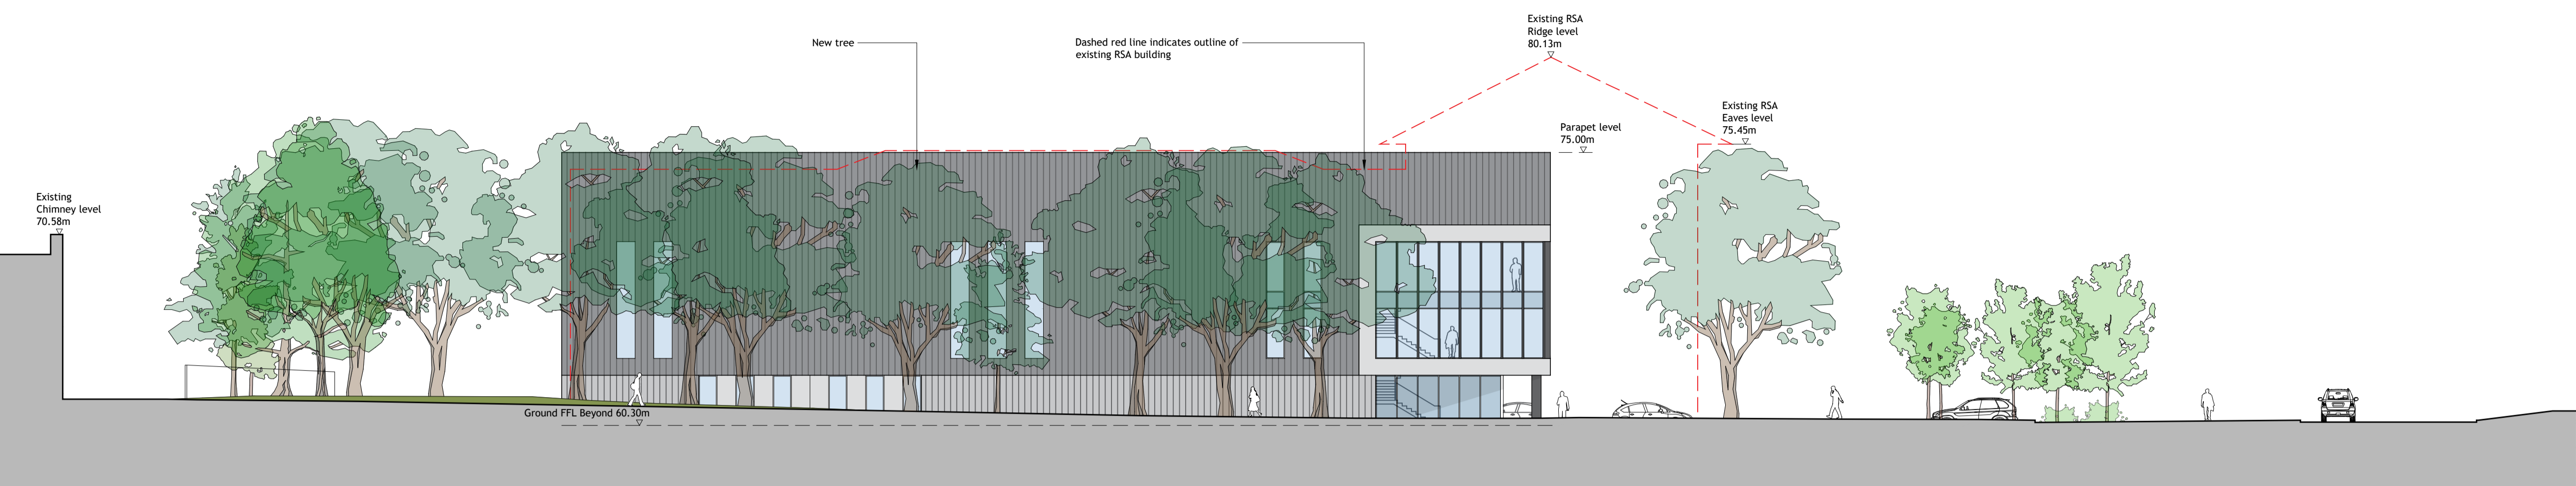 Existing RSA
Ridge level
80.13m
New tree
Dashed red line indicates outline of
existing RSA building
Existing RSA
Eaves level
75.45m
Parapet level
75.00m
Existing
Chimney level
70.58m
Ground FFL Beyond 60.30m